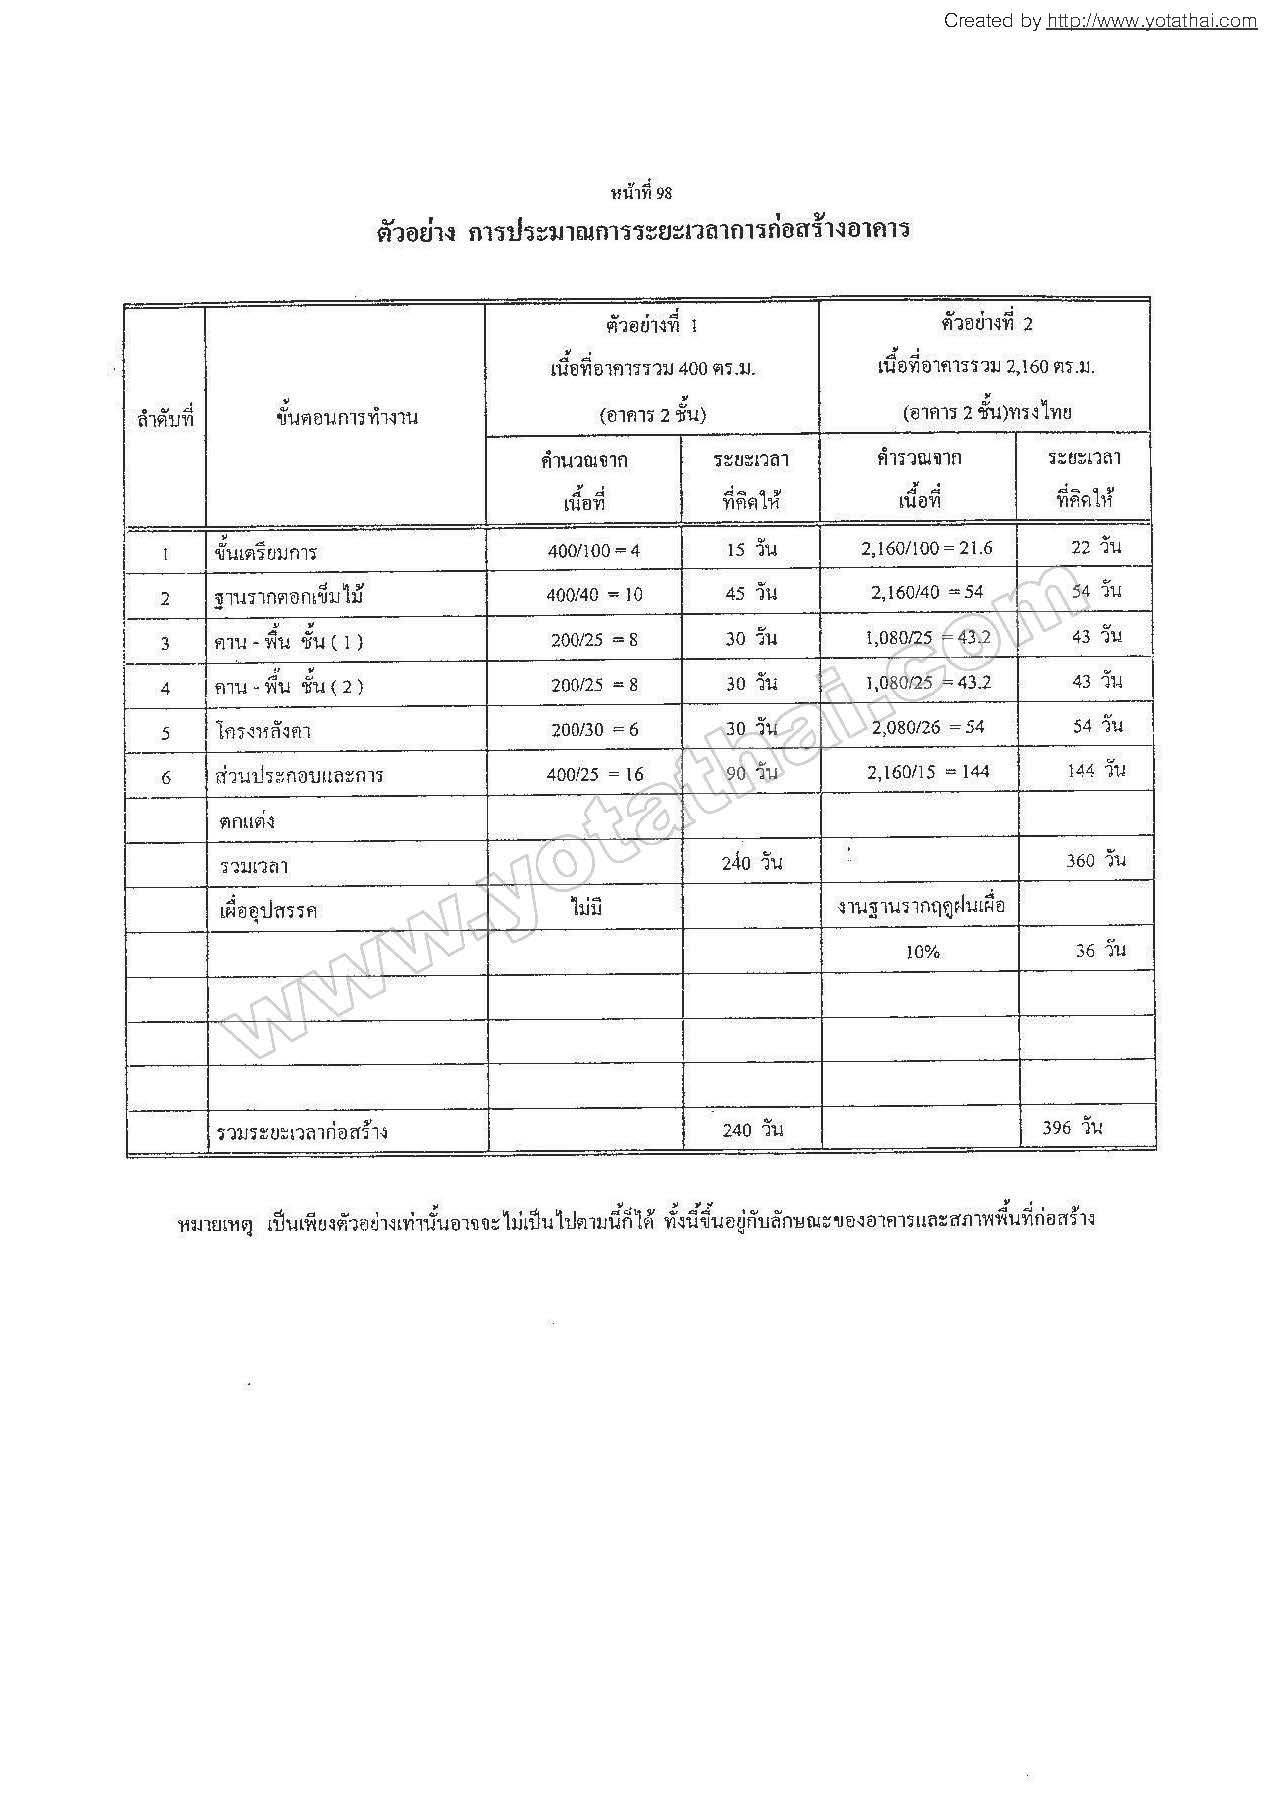 Created by http://www.yotathai.com
หน้าที่ 98
ตัวอย่าง การประมาณการระยะเวลาการก่อสร้างอาคาร
ลำดับที่ ขั้นตอนการทำงาน
ตัวอย่างที่ 1 ตัวอย่างที่ 2
เนื้อที่อาคารรวม 400 ตร.ม. เนื้อที่อาคารรวม 2,160 ตร.ม.
(อาคาร 2 ชั้น) (อาคาร 2 ชั้น)ทรงไทย
คำนวณจาก ระยะเวลา คำรวณจาก ระยะเวลา
เนื้อที่ ที่คิดให้ เนื้อที่ ที่คิดให้
1 ขั้นเตรียมการ 400/100 = 4 15 วัน 2,160/100 = 21.6 22 วัน
2 ฐานรากตอกเข็มไม้ 400/40 = 10 45 วัน 2,160/40 = 54 54 วัน
3 คาน - พื้น ชั้น ( 1 ) 200/25 = 8 30 วัน 1,080/25 = 43.2 43 วัน
4 คาน - พื้น ชั้น ( 2 ) 200/25 = 8 30 วัน 1,080/25 = 43.2 43 วัน
5 โครงหลังคา 200/30 = 6 30 วัน 2,080/26 = 54 54 วัน
6 ส่วนประกอบและการ 400/25 = 16 90 วัน 2,160/15 = 144 144 วัน
ตกแต่ง
รวมเวลา 240 วัน 360 วัน
เผื่ออุปสรรค ไม่มี งานฐานรากฤดูฝนเผื่อ
10% 36 วัน
รวมระยะเวลาก่อสร้าง 240 วัน 396 วัน
หมายเหตุ เป็นเพียงตัวอย่างเท่านั้นอาจจะไม่เป็นไปตามนี้ก็ได้ ทั้งนี้ขึ้นอยู่กับลักษณะของอาคารและสภาพพื้นที่ก่อสร้าง
www.yotathai.com